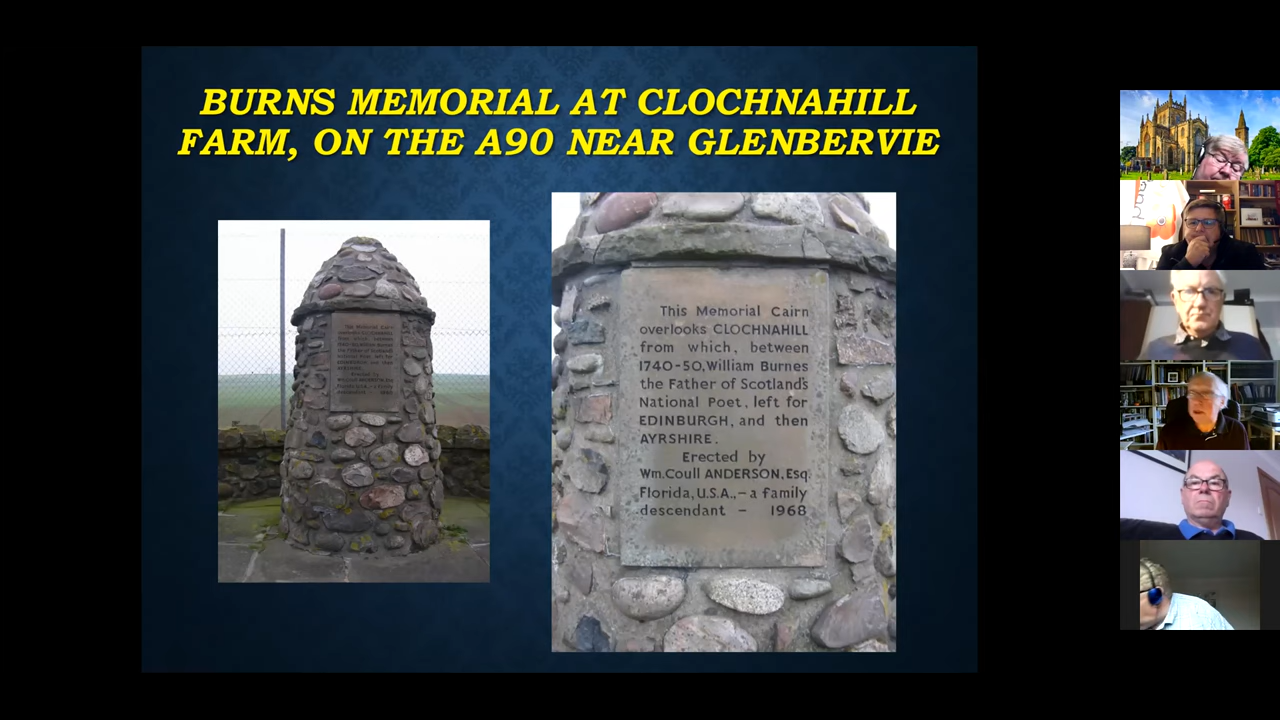 BURNS MEMORIAL AT CLOCHNAHILL
FARM, ON THE A90 NEAR GLENBERVIE
This Memorial Cairn
overlooks CLOCHNAHILL
from which, between
1740-50, William Burnes
the Father of Scotland's
National Poet, left for
EDINBURGH, and then
AYRSHIRE.
Erected by
Wm. Coull ANDERSON, Esq.
Florida, U.S.A., - a family
descendant - 1968